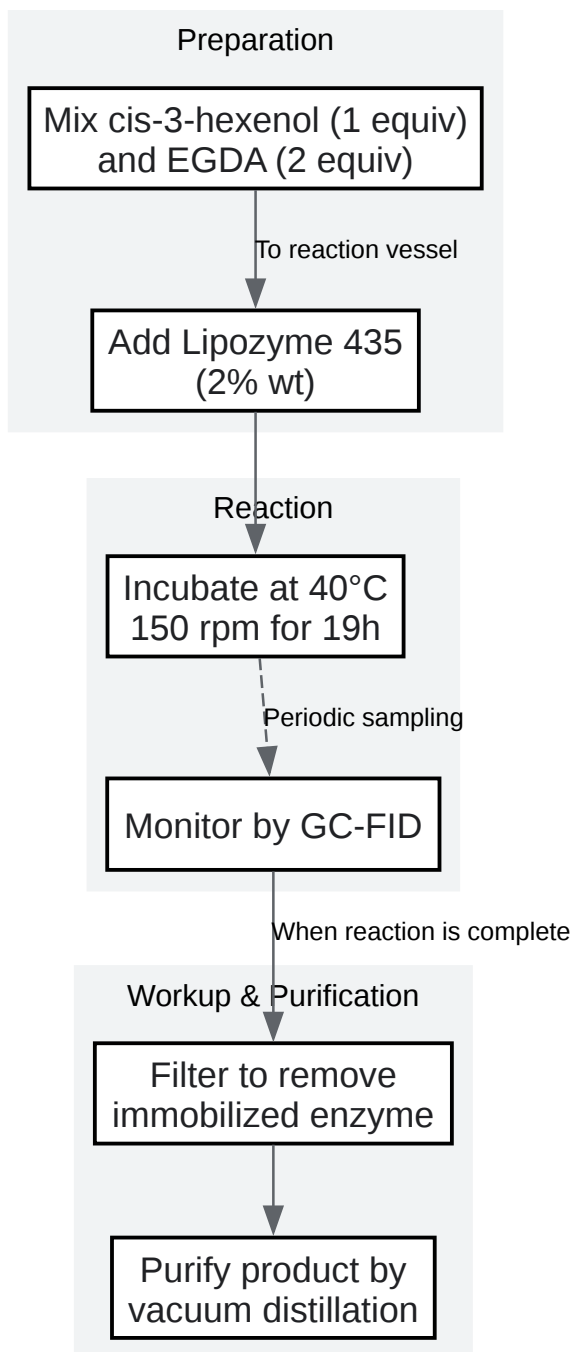 Preparation
Mix cis-3-hexenol (1 equiv)
and EGDA (2 equiv)
To reaction vessel
Add Lipozyme 435
(2% wt)
Reaction
Incubate at 40°C
150 rpm for 19h
Periodic sampling
Monitor by GC-FID
When reaction is complete
Workup & Purification
Filter to remove
immobilized enzyme
Purify product by
vacuum distillation